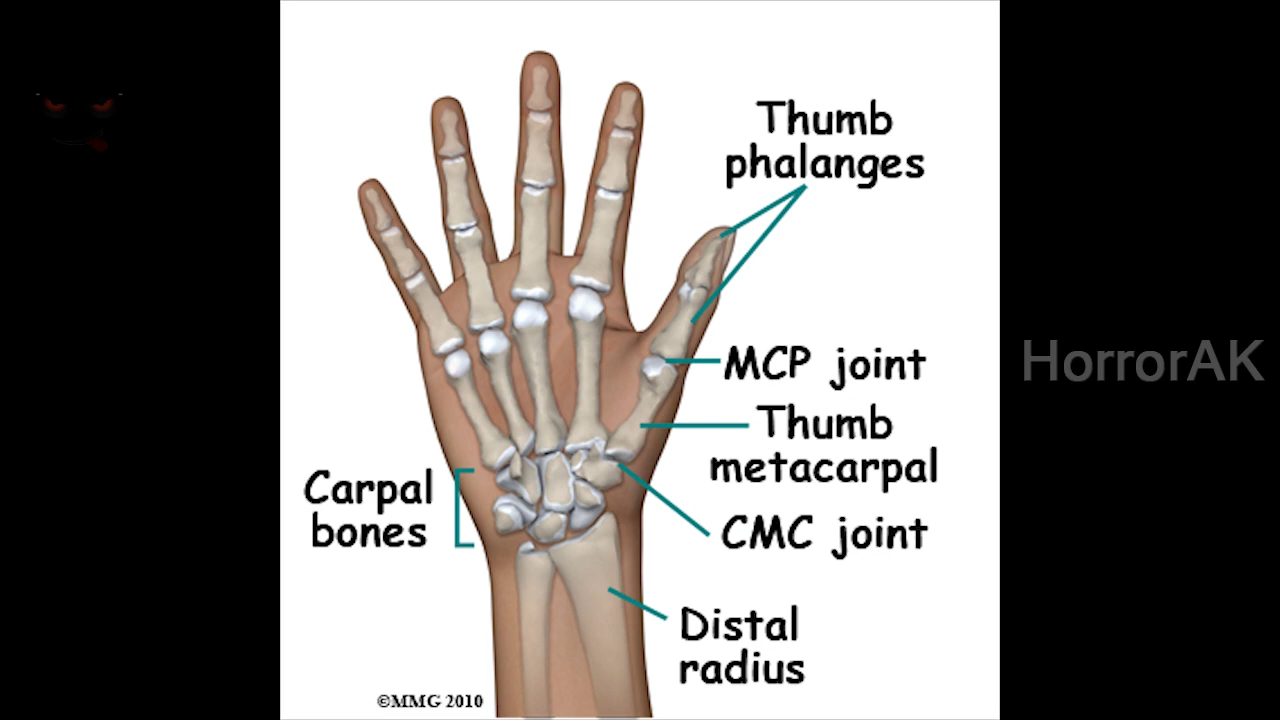 Thumb
phalanges
MCP joint
Thumb
metacarpal
Carpal
bones
CMC joint
Distal
radius
©MMG 2010
HorrorAK